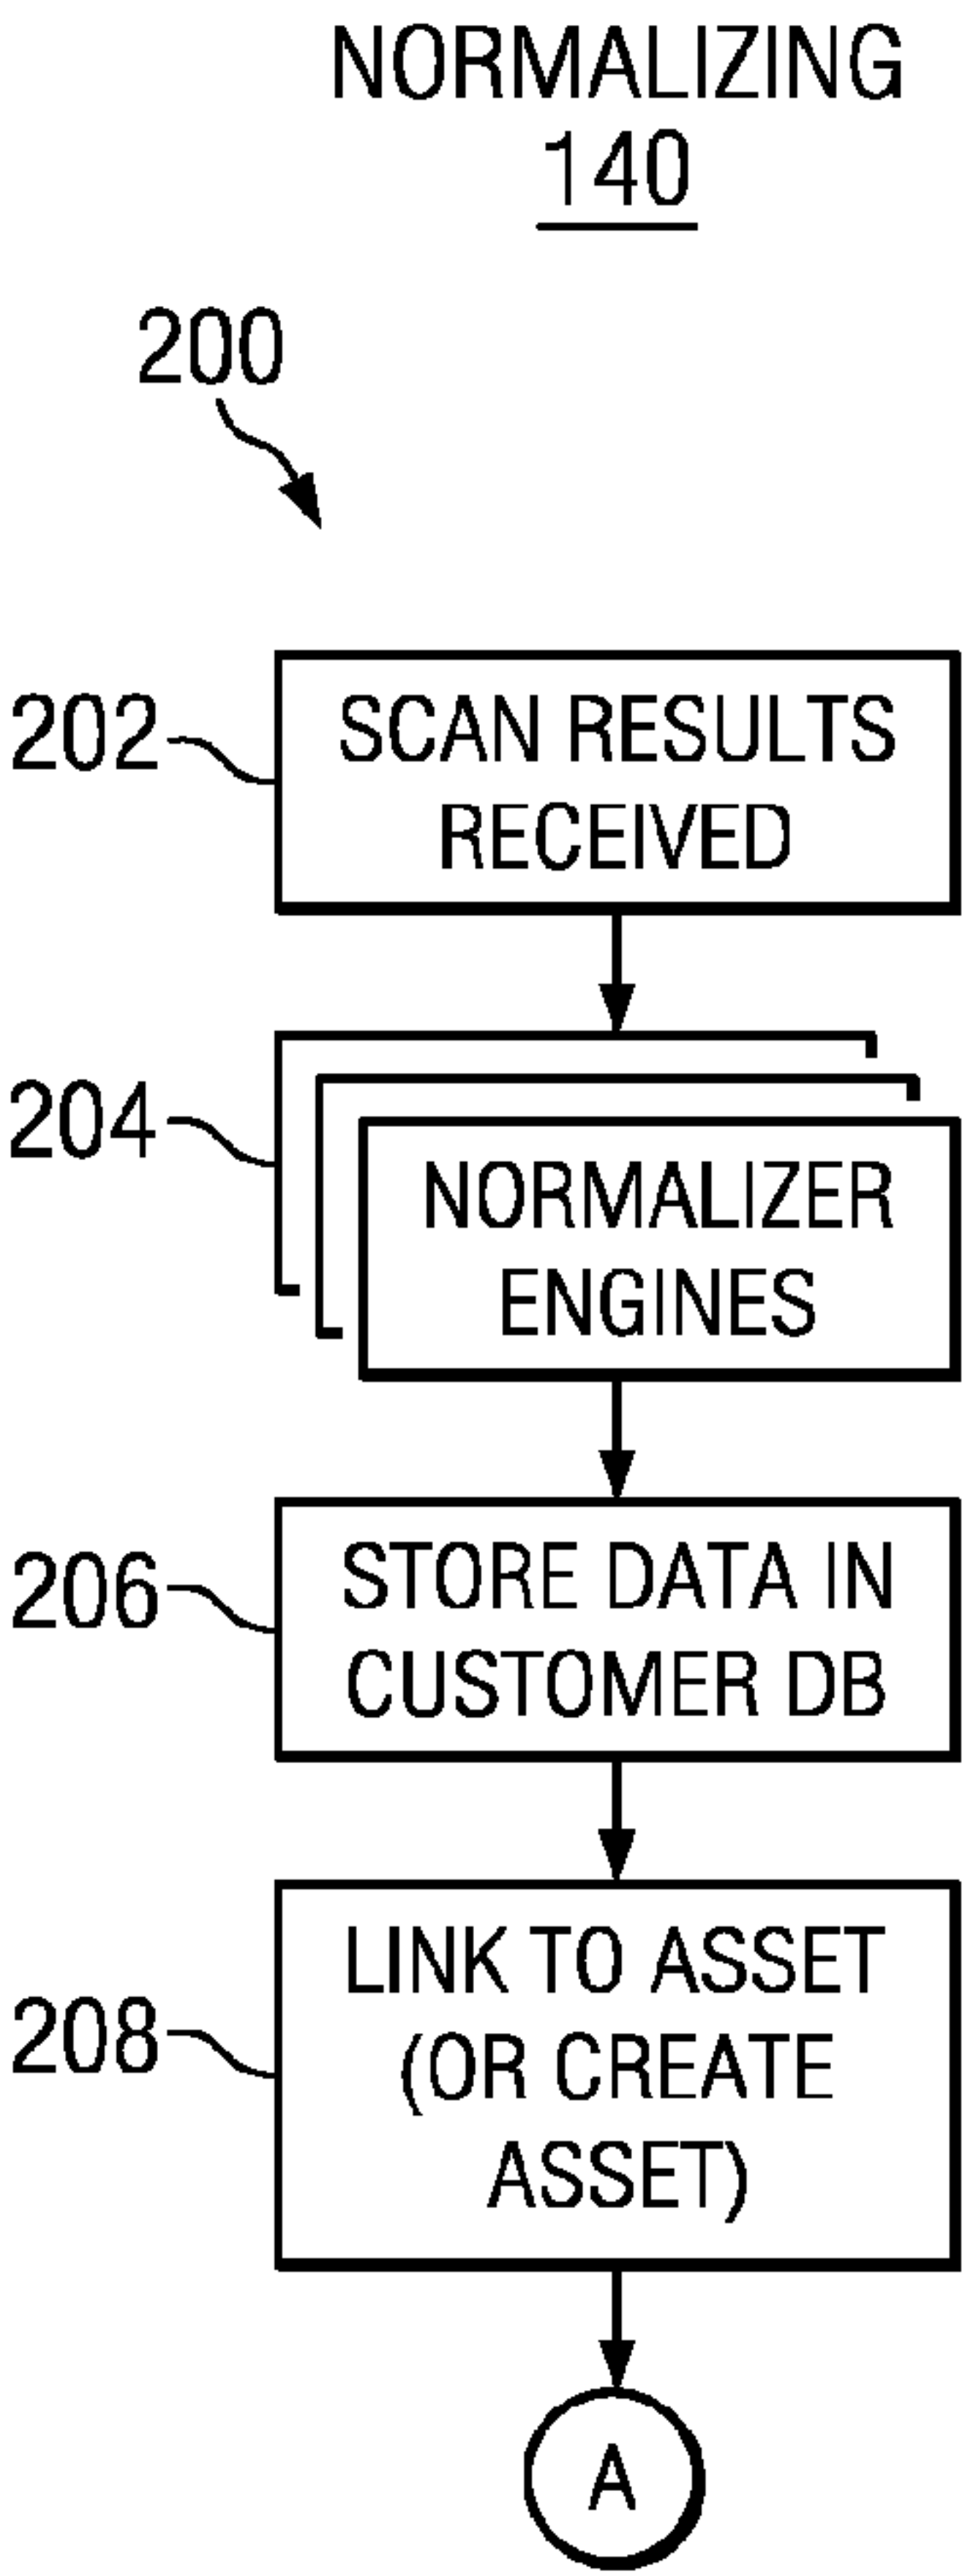 NORMALIZING
140
200
202
SCAN RESULTS
RECEIVED
204
NORMALIZER
ENGINES
206
STORE DATA IN
CUSTOMER DB
208
LINK TO ASSET
(OR CREATE
ASSET)
A